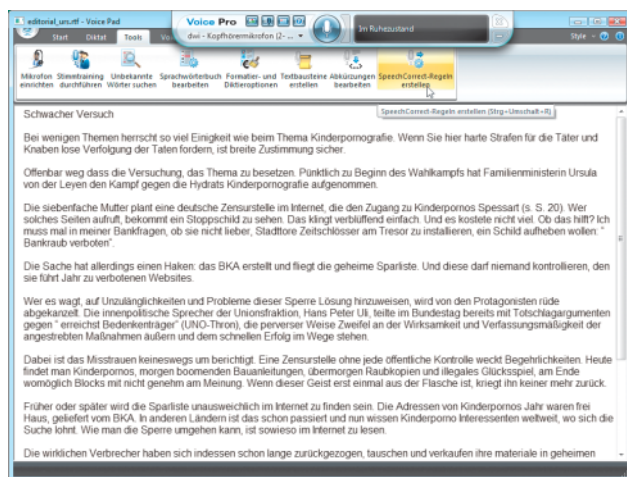 editorial_urs.rtf - Voice Pad
Voice Pro
dwi - Kopfhörermikrofon (2-...
Im Ruhezustand
Start Diktat Tools
Style
Mikrofon einrichten
Stimmtraining durchführen
Unbekannte Wörter suchen
Sprachwörterbuch bearbeiten
Formatier- und Diktieroptionen
Textbausteine erstellen
Abkürzungen bearbeiten
SpeechCorrect-Regeln erstellen
SpeechCorrect-Regeln erstellen (Strg+Umschalt+R)
Schwacher Versuch
Bei wenigen Themen herrscht so viel Einigkeit wie beim Thema Kinderpornografie. Wenn Sie hier harte Strafen für die Täter und
Knaben lose Verfolgung der Taten fordern, ist breite Zustimmung sicher.
Offenbar weg dass die Versuchung, das Thema zu besetzen. Pünktlich zu Beginn des Wahlkampfs hat Familienministerin Ursula
von der Leyen den Kampf gegen die Hydrats Kinderpornografie aufgenommen.
Die siebenfache Mutter plant eine deutsche Zensurstelle im Internet, die den Zugang zu Kinderpornos Spessart (s. S. 20). Wer
solches Seiten aufruft, bekommt ein Stoppschild zu sehen. Das klingt verblüffend einfach. Und es kostete nicht viel. Ob das hilft? Ich
muss mal in meiner Bankfragen, ob sie nicht lieber, Stadttore Zeitschlösser am Tresor zu installieren, ein Schild aufheben wollen: "
Bankraub verboten".
Die Sache hat allerdings einen Haken: das BKA erstellt und fliegt die geheime Sparliste. Und diese darf niemand kontrollieren, den
sie führt Jahr zu verbotenen Websites.
Wer es wagt, auf Unzulänglichkeiten und Probleme dieser Sperre Lösung hinzuweisen, wird von den Protagonisten rüde
abgekanzelt. Die innenpolitische Sprecher der Unionsfraktion, Hans Peter Uli, teilte im Bundestag bereits mit Totschlagargumenten
gegen " erreichst Bedenkenträger" (UNO-Thron), die perverser Weise Zweifel an der Wirksamkeit und Verfassungsmäßigkeit der
angestrebten Maßnahmen äußern und dem schnellen Erfolg im Wege stehen.
Dabei ist das Misstrauen keineswegs um berichtigt. Eine Zensurstelle ohne jede öffentliche Kontrolle weckt Begehrlichkeiten. Heute
findet man Kinderpornos, morgen boomenden Bauanleitungen, übermorgen Raubkopien und illegales Glücksspiel, am Ende
womöglich Blocks mit nicht genehm am Meinung. Wenn dieser Geist erst einmal aus der Flasche ist, kriegt ihn keiner mehr zurück.
Früher oder später wird die Sparliste unausweichlich im Internet zu finden sein. Die Adressen von Kinderpornos Jahr waren frei
Haus, geliefert vom BKA. In anderen Ländern ist das schon passiert und nun wissen Kinderporno Interessenten weltweit, wo sich die
Suche lohnt. Wie man die Sperre umgehen kann, ist sowieso im Internet zu lesen.
Die wirklichen Verbrecher haben sich indessen schon lange zurückgezogen, tauschen und verkaufen ihre materiale in geheimen